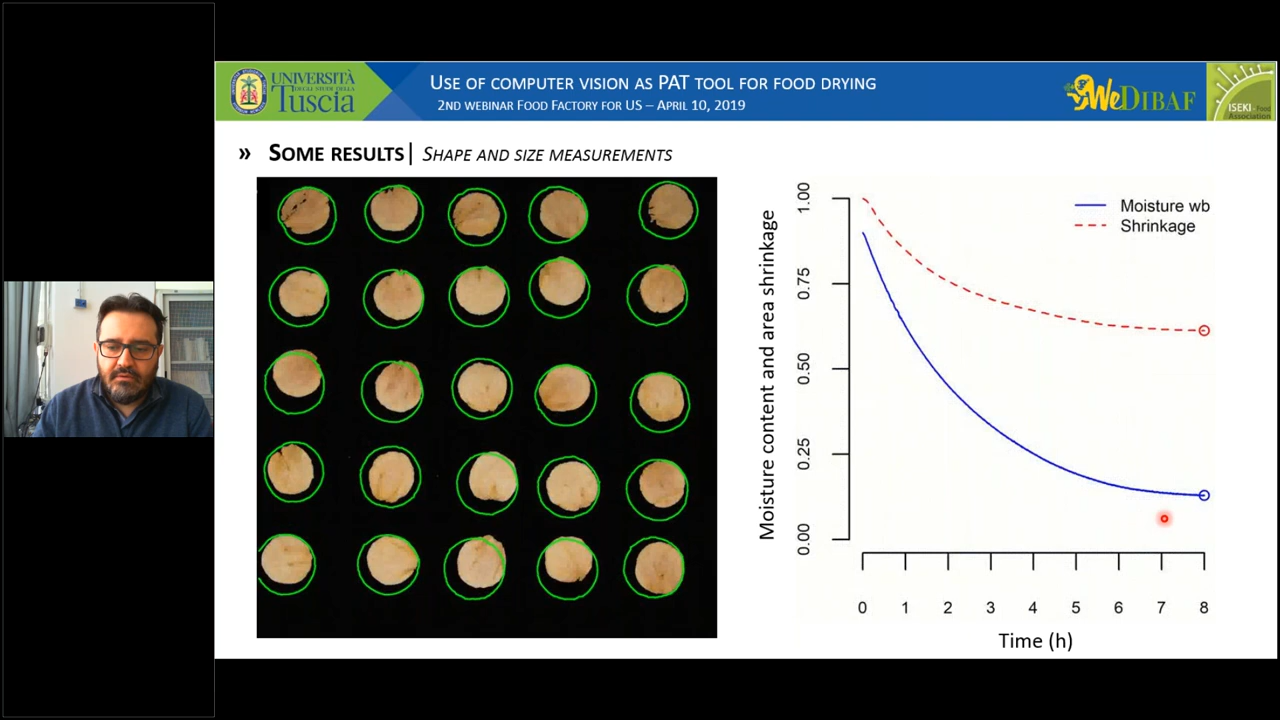 UNIVERSITÀ
DEGLI STUDI DELLA
Tuscia
USE OF COMPUTER VISION AS PAT TOOL FOR FOOD DRYING
2ND WEBINAR FOOD FACTORY FOR US – APRIL 10, 2019
WeDIBAF
ISEKI - Food
Association
» SOME RESULTS| SHAPE AND SIZE MEASUREMENTS
Moisture content and area shrinkage
1.00
0.75
0.50
0.25
0.00
Moisture wb
Shrinkage
0 1 2 3 4 5 6 7 8
Time (h)